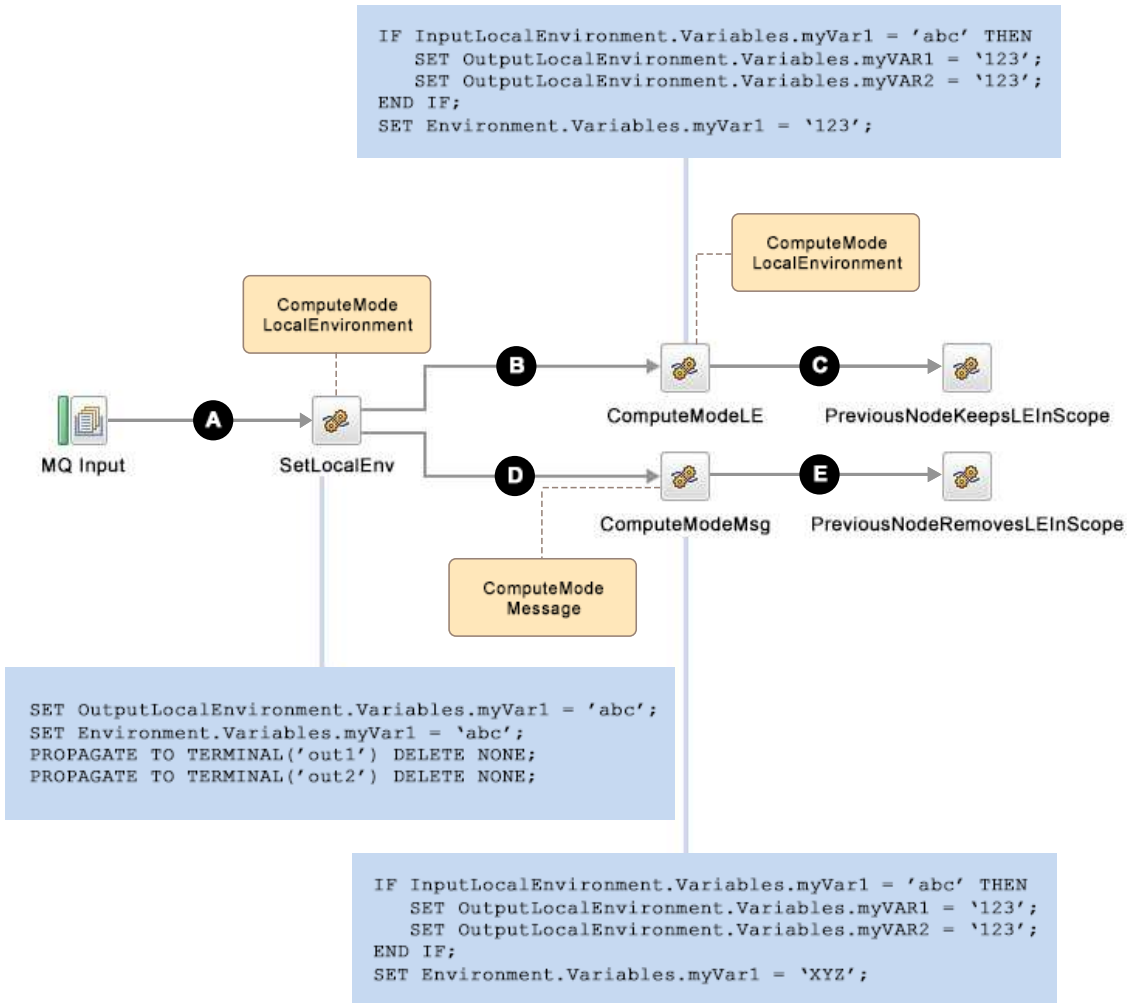 IF InputLocalEnvironment.Variables.myVar1 = ’abc’ THEN
SET OutputLocalEnvironment.Variables.myVAR1 = ‘123’;
SET OutputLocalEnvironment.Variables.myVAR2 = ‘123’;
END IF;
SET Environment.Variables.myVar1 = ‘123’;
ComputeMode
LocalEnvironment
ComputeMode
LocalEnvironment
B
C
A
ComputeModeLE
PreviousNodeKeepsLEInScope
MQ Input
SetLocalEnv
D
E
ComputeModeMsg
PreviousNodeRemovesLEInScope
ComputeMode
Message
SET OutputLocalEnvironment.Variables.myVar1 = ’abc’;
SET Environment.Variables.myVar1 = ‘abc’;
PROPAGATE TO TERMINAL(’out1’) DELETE NONE;
PROPAGATE TO TERMINAL(’out2’) DELETE NONE;
IF InputLocalEnvironment.Variables.myVar1 = ’abc’ THEN
SET OutputLocalEnvironment.Variables.myVAR1 = ‘123’;
SET OutputLocalEnvironment.Variables.myVAR2 = ‘123’;
END IF;
SET Environment.Variables.myVar1 = ‘XYZ’;